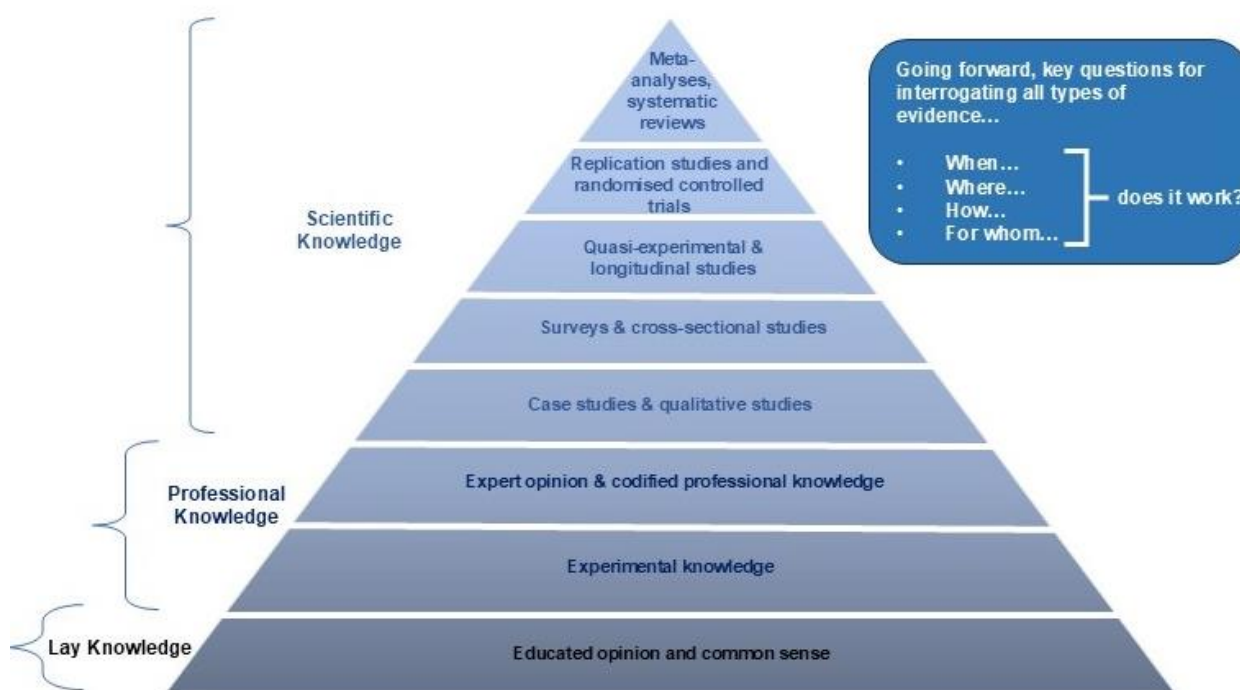 Meta-
analyses,
systematic
reviews
Replication studies and
randomised controlled
trials
Quasi-experimental &
longitudinal studies
Surveys & cross-sectional studies
Case studies & qualitative studies
Expert opinion & codified professional knowledge
Experimental knowledge
Educated opinion and common sense
Scientific
Knowledge
Professional
Knowledge
Lay Knowledge
Going forward, key questions for
interrogating all types of
evidence...
• When...
• Where...
• How...
• For whom...
does it work?